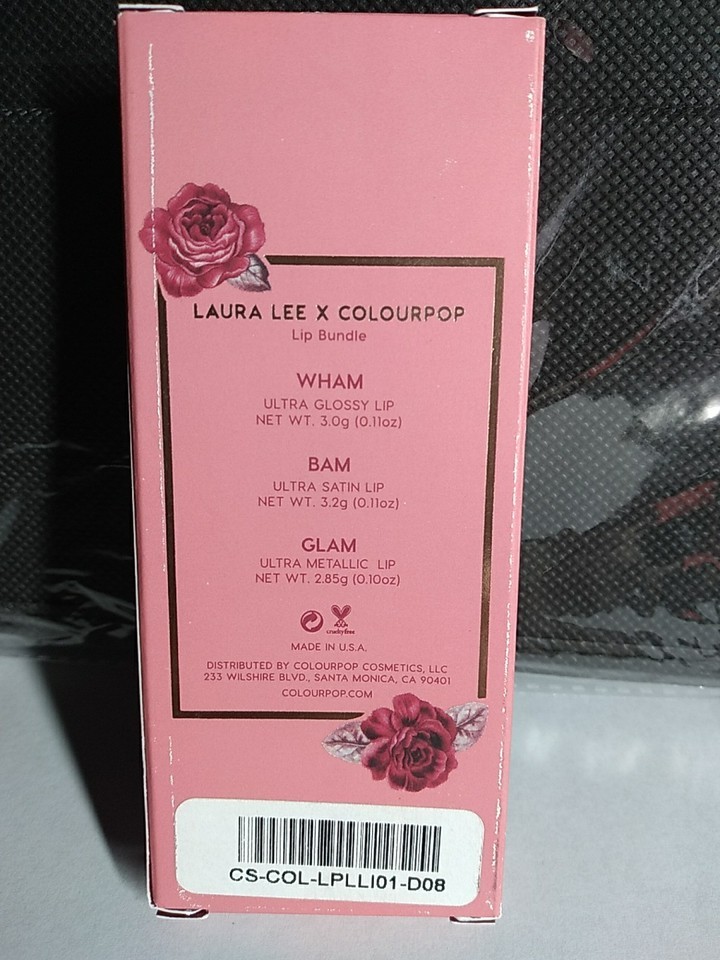 LAURA LEE X COLOURPOP
Lip Bundle
WHAM
ULTRA GLOSSY LIP
NET WT. 3.0g (0.11oz)
BAM
ULTRA SATIN LIP
NET WT. 3.2g (0.11oz)
GLAM
ULTRA METALLIC LIP
NET WT. 2.85g (0.10oz)
crueltyfree
MADE IN U.S.A.
DISTRIBUTED BY COLOURPOP COSMETICS, LLC
233 WILSHIRE BLVD., SANTA MONICA, CA 90401
COLOURPOP.COM
CS-COL-LPLLI01-D08